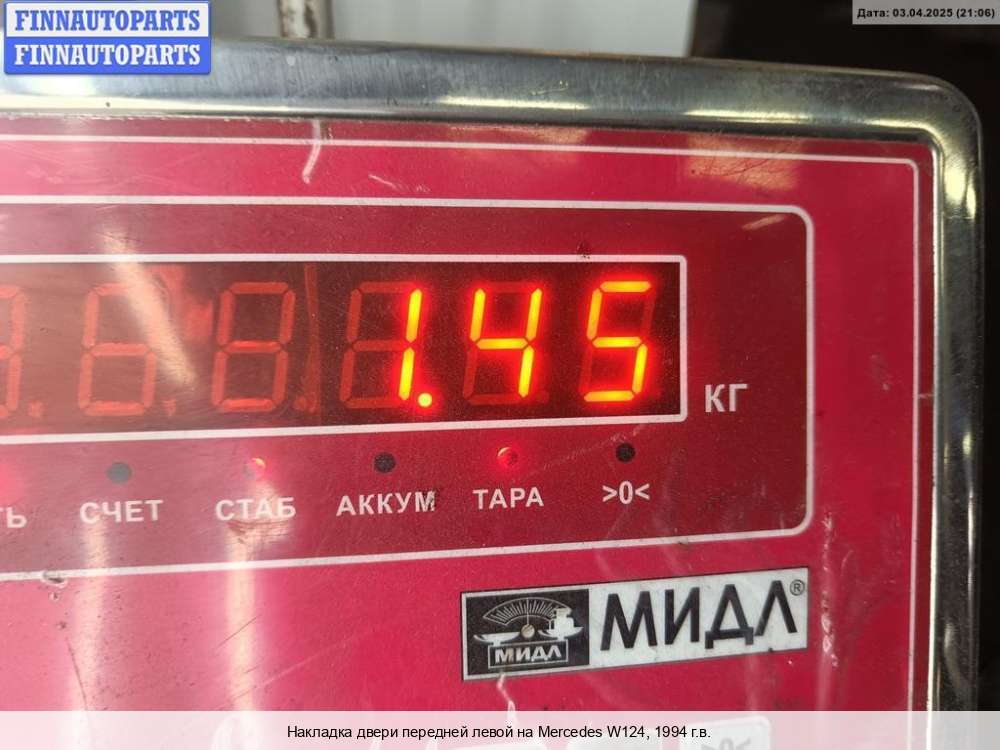 FINNAUTOPARTS
FINNAUTOPARTS
Дата: 03.04.2025 (21:06)
1.45
КГ
СЧЕТ СТАБ АККУМ ТАРА >0<
МИДЛ
МИДЛ®
Накладка двери передней левой на Mercedes W124, 1994 г.в.